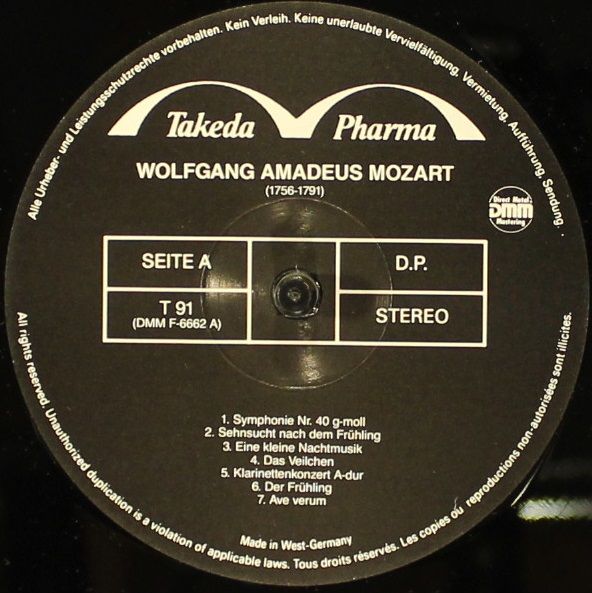 Alle Urheber- und Leistungsschutzrechte vorbehalten. Kein Verleih. Keine unerlaubte Vervielfältigung, Vermietung, Aufführung, Sendung.
Takeda Pharma
WOLFGANG AMADEUS MOZART
(1756-1791)
Direct Metal
DMM
Mastering
SEITE A
D.P.
T 91
(DMM F-6662 A)
STEREO
1. Symphonie Nr. 40 g-moll
2. Sehnsucht nach dem Frühling
3. Eine kleine Nachtmusik
4. Das Veilchen
5. Klarinettenkonzert A-dur
6. Der Frühling
7. Ave verum
Made in West-Germany
All rights reserved. Unauthorized duplication is a violation of applicable laws. Tous droits réservés. Les copies ou reproductions non-autorisées sont illicites.